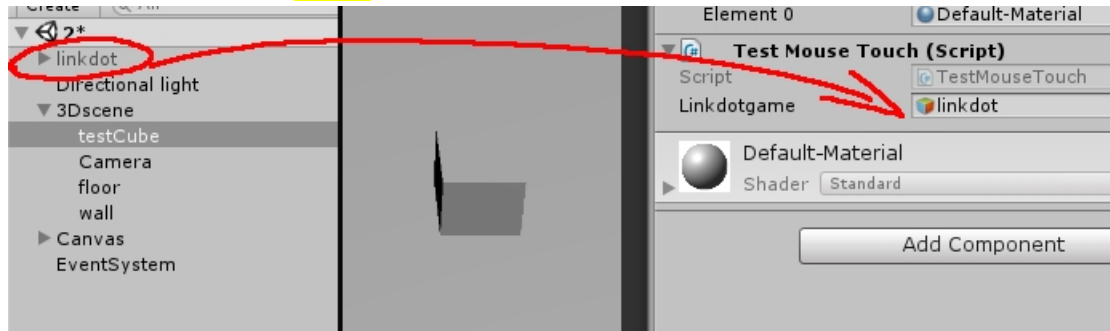 Create
All
2*
linkdot
Directional light
3Dscene
testCube
Camera
floor
wall
Canvas
EventSystem
Element 0
Default-Material
Test Mouse Touch (Script)
Script
TestMouseTouch
Linkdotgame
linkdot
Default-Material
Shader
Standard
Add Component